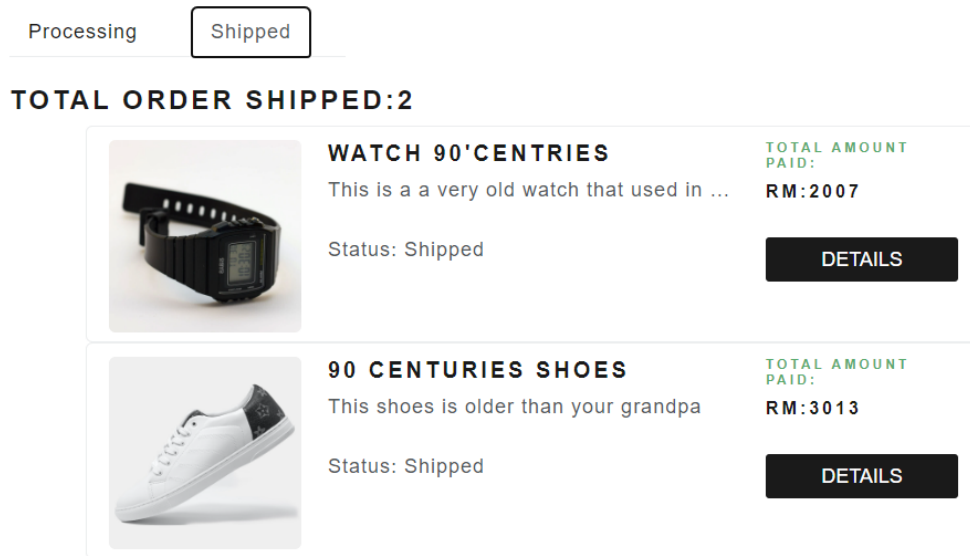 Processing
Shipped
TOTAL ORDER SHIPPED:2
WATCH 90'CENTRIES
This is a a very old watch that used in ...
Status: Shipped
TOTAL AMOUNT
PAID:
RM:2007
DETAILS
CASIO
90 CENTURIES SHOES
This shoes is older than your grandpa
Status: Shipped
TOTAL AMOUNT
PAID:
RM:3013
DETAILS